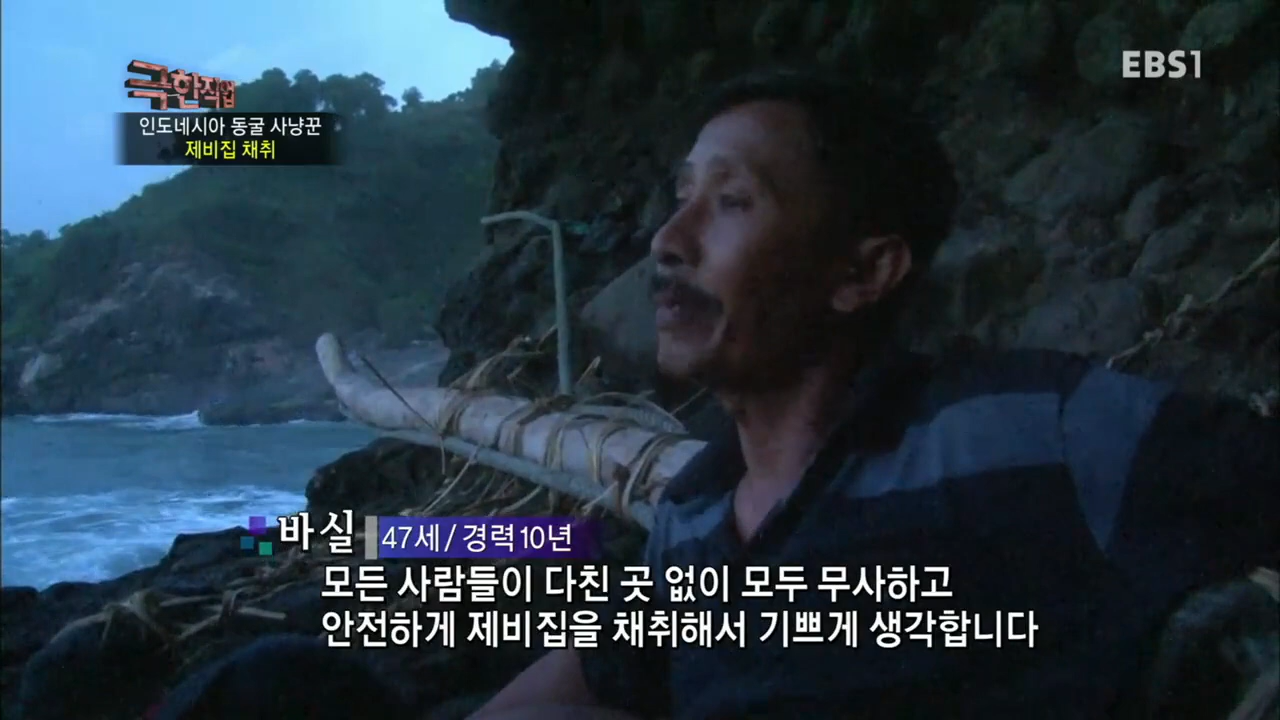 극한직업
EBS1
인도네시아 동굴 사냥꾼
제비집 채취
바실 47세/경력10년
모든 사람들이 다친 곳 없이 모두 무사하고
안전하게 제비집을 채취해서 기쁘게 생각합니다